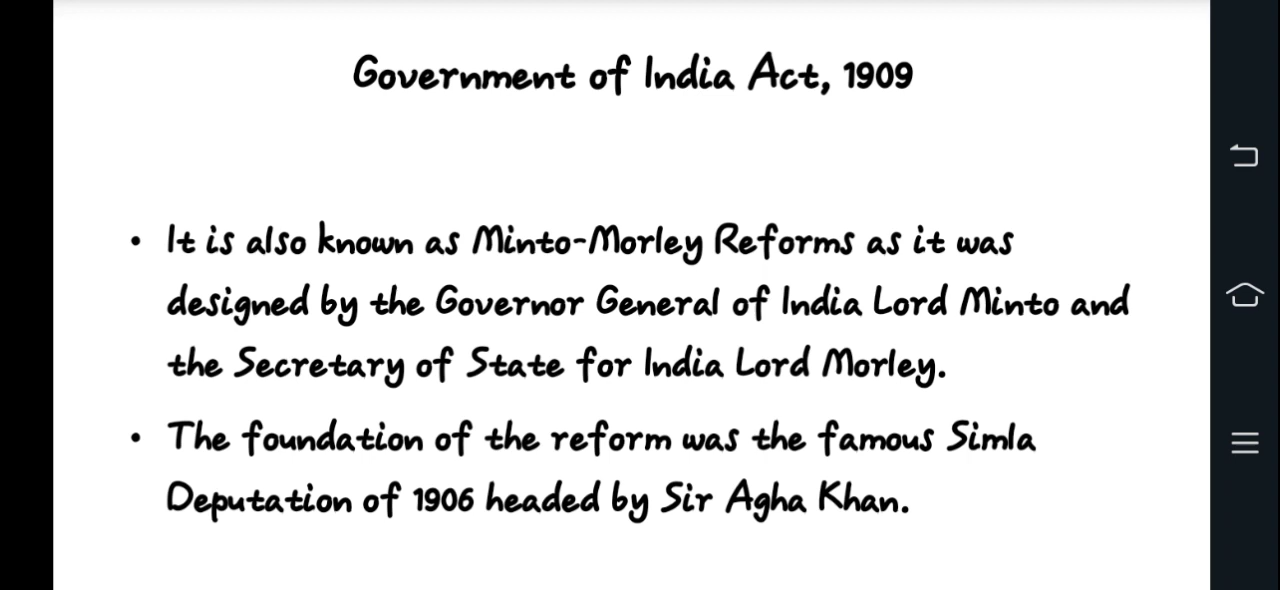 Government of India Act, 1909
• It is also known as Minto-Morley Reforms as it was
designed by the Governor General of India Lord Minto and
the Secretary of State for India Lord Morley.
• The foundation of the reform was the famous Simla
Deputation of 1906 headed by Sir Agha Khan.